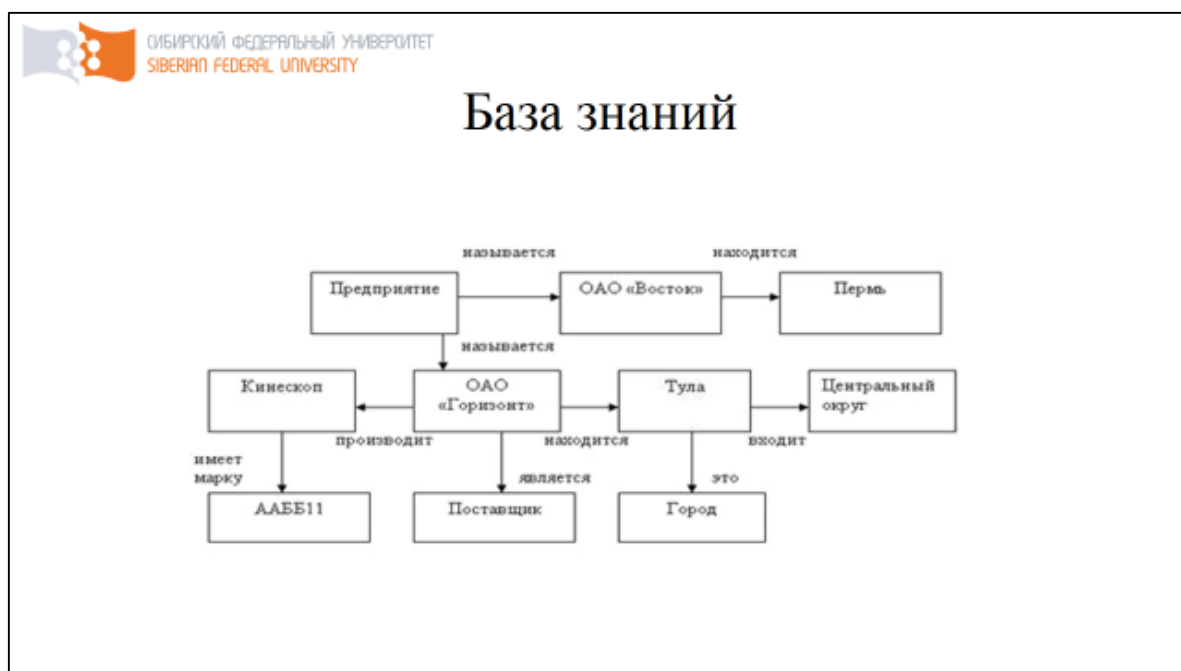 СИБИРСКИЙ ФЕДЕРАЛЬНЫЙ УНИВЕРСИТЕТ
SIBERIAN FEDERAL UNIVERSITY
База знаний
называется
находится
Предприятие
ОАО «Восток»
Пермь
называется
Кинескоп
ОАО
«Горизонт»
Тула
Центральный
округ
производит
находится
входит
имеет
марку
является
это
ААББ11
Поставщик
Город